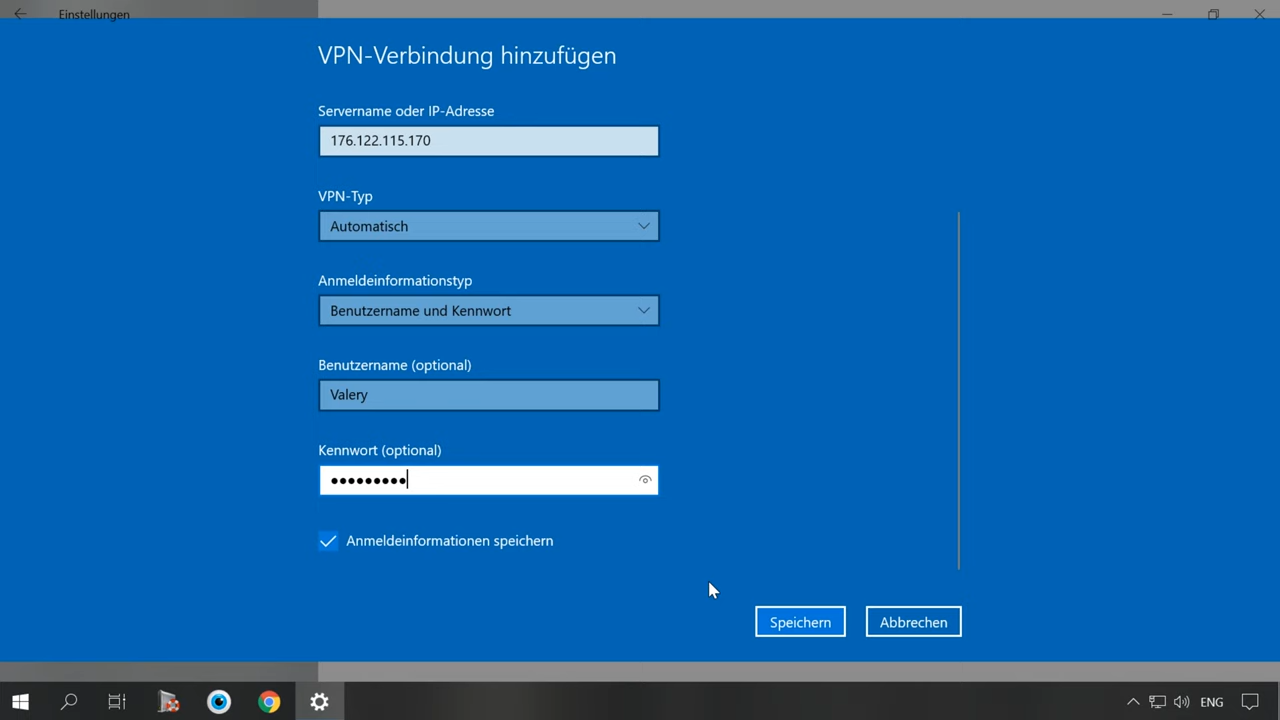 Einstellungen
VPN-Verbindung hinzufügen
Servername oder IP-Adresse
176.122.115.170
VPN-Typ
Automatisch
Anmeldeinformationstyp
Benutzername und Kennwort
Benutzername (optional)
Valery
Kennwort (optional)
•••••••••
Anmeldeinformationen speichern
Speichern
Abbrechen
ENG